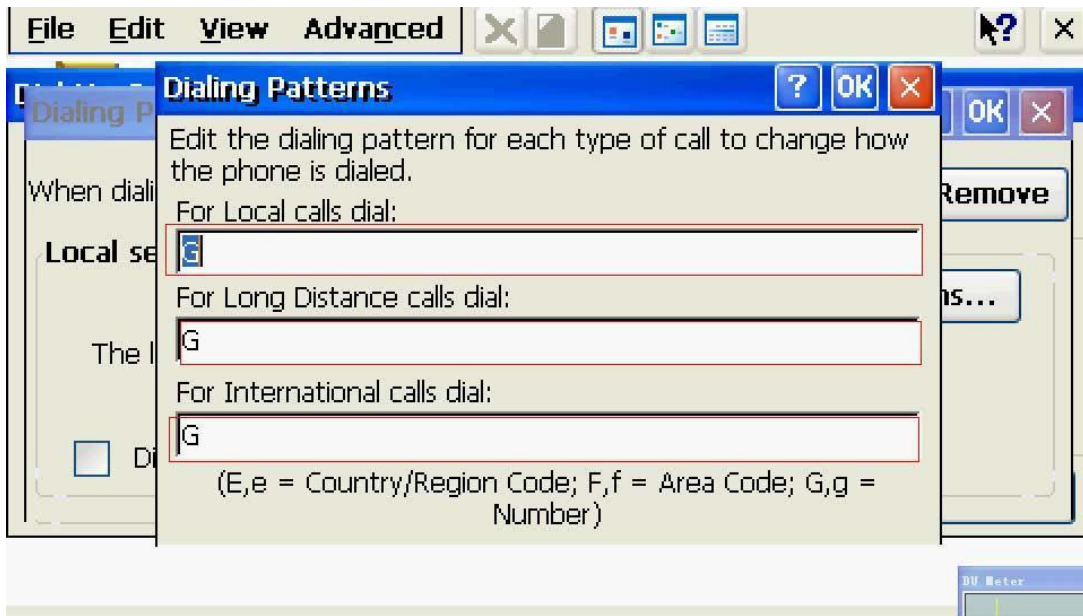 File Edit View Advanced
Dialing P
Dialing Patterns
? OK
OK
Edit the dialing pattern for each type of call to change how
the phone is dialed.
When diali
Remove
For Local calls dial:
Local se
G
For Long Distance calls dial:
ns...
G
The l
For International calls dial:
G
Di
(E,e = Country/Region Code; F,f = Area Code; G,g =
Number)
DU Meter